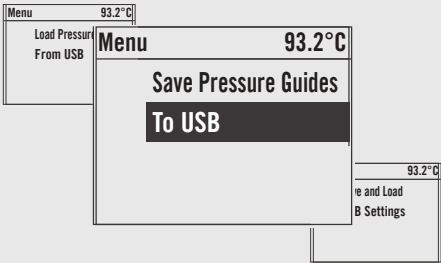 Menu 93.2°C
Load Pressure
From USB
Menu 93.2°C
Save Pressure Guides
To USB
93.2°C
and Load
Settings